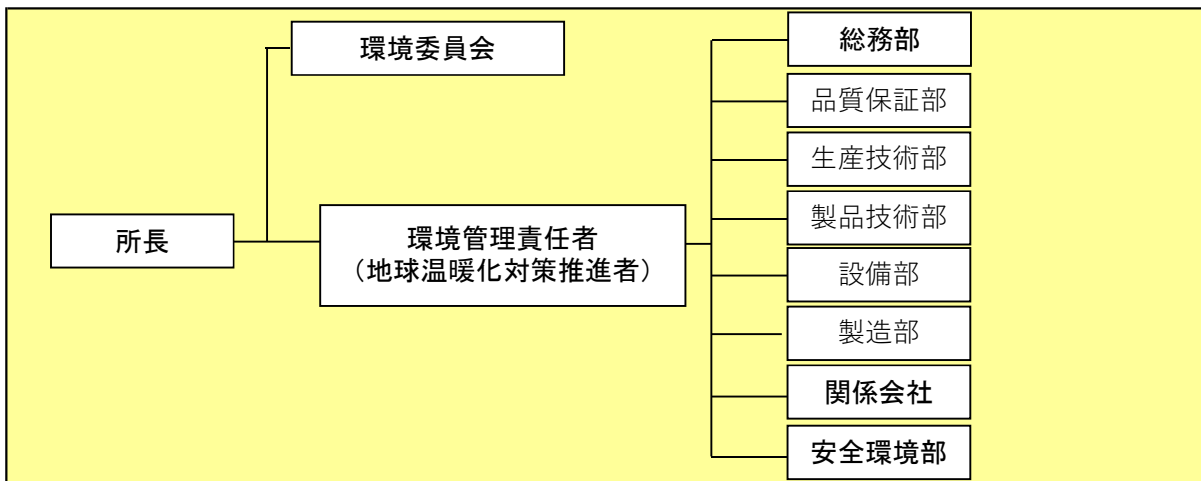 環境委員会
所長
環境管理責任者
（地球温暖化対策推進者）
総務部
品質保証部
生産技術部
製品技術部
設備部
製造部
関係会社
安全環境部